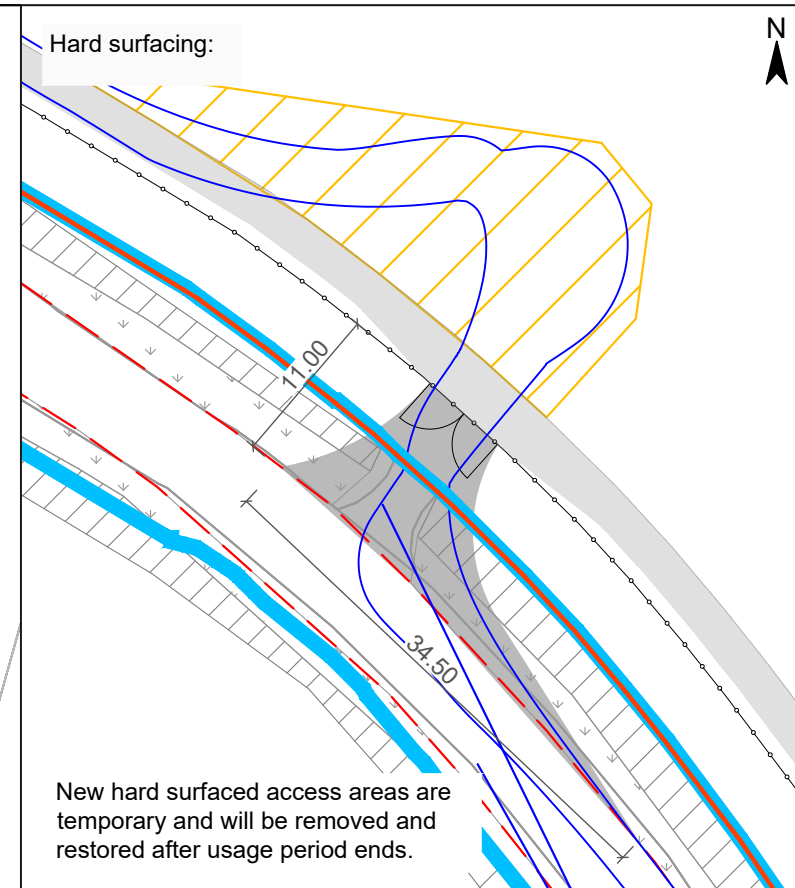 Hard surfacing:
N
11.00
34.50
New hard surfaced access areas are
temporary and will be removed and
restored after usage period ends.